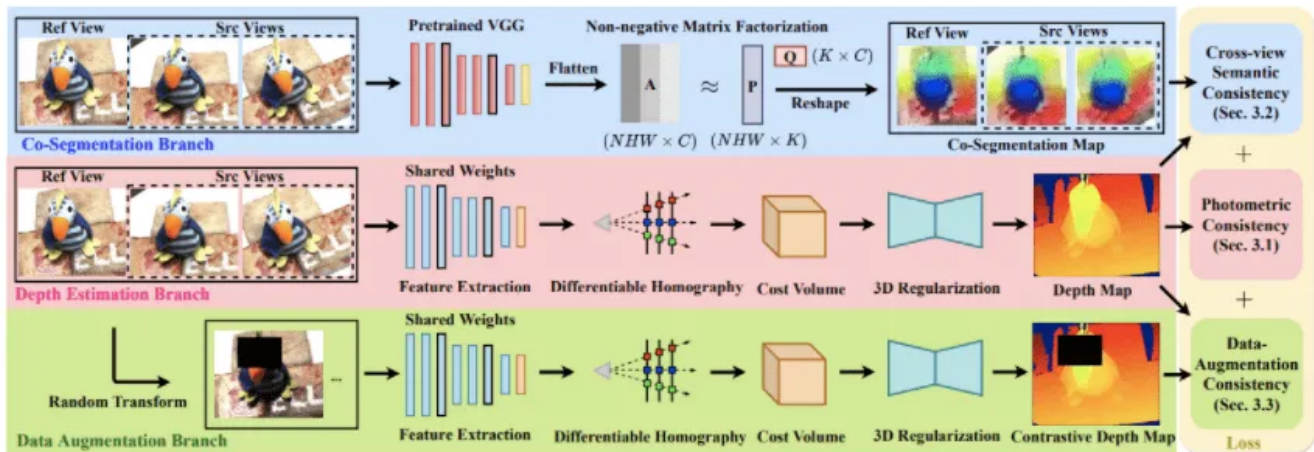 Ref View
Src Views
Pretrained VGG
Non-negative Matrix Factorization
Flatten
A
≈
P
Q (K × C)
Reshape
(NHW × C) (NHW × K)
Ref View
Src Views
Co-Segmentation Map
Cross-view
Semantic
Consistency
(Sec. 3.2)
Co-Segmentation Branch
+
Ref View
Src Views
Shared Weights
Feature Extraction
Differentiable Homography
Cost Volume
3D Regularization
Depth Map
Photometric
Consistency
(Sec. 3.1)
Depth Estimation Branch
+
Random Transform
...
Shared Weights
Feature Extraction
Differentiable Homography
Cost Volume
3D Regularization
Contrastive Depth Map
Data-
Augmentation
Consistency
(Sec. 3.3)
Data Augmentation Branch
Loss